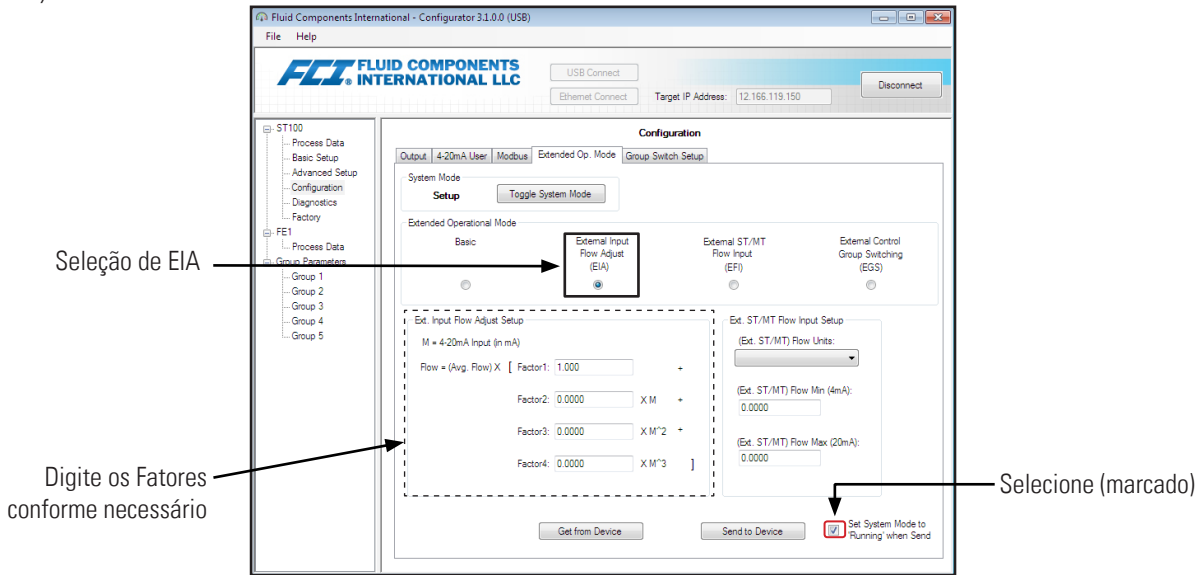 Fluid Components International - Configurator 3.1.0.0 (USB)
File Help
FCI® FLUID COMPONENTS
INTERNATIONAL LLC
USB Connect
Ethernet Connect
Target IP Address: 12.166.119.150
Disconnect
ST100
Process Data
Basic Setup
Advanced Setup
Configuration
Diagnostics
Factory
FE1
Process Data
Group Parameters
Group 1
Group 2
Group 3
Group 4
Group 5
Configuration
Output 4-20mA User Modbus Extended Op. Mode Group Switch Setup
System Mode
Setup Toggle System Mode
Extended Operational Mode
Basic
External Input
Flow Adjust
(EIA)
External ST/MT
Flow Input
(EFI)
External Control
Group Switching
(EGS)
Ext. Input Flow Adjust Setup
M = 4-20mA Input (in mA)
Flow = (Avg. Flow) X [ Factor1: 1.000 +
Factor2: 0.0000 X M +
Factor3: 0.0000 X M^2 +
Factor4: 0.0000 X M^3 ]
Ext. ST/MT Flow Input Setup
(Ext. ST/MT) Flow Units:
(Ext. ST/MT) Flow Min (4mA):
0.0000
(Ext. ST/MT) Flow Max (20mA):
0.0000
Get from Device
Send to Device
Set System Mode to
'Running' when Send
Seleção de EIA
Digite os Fatores
conforme necessário
Selecione (marcado)